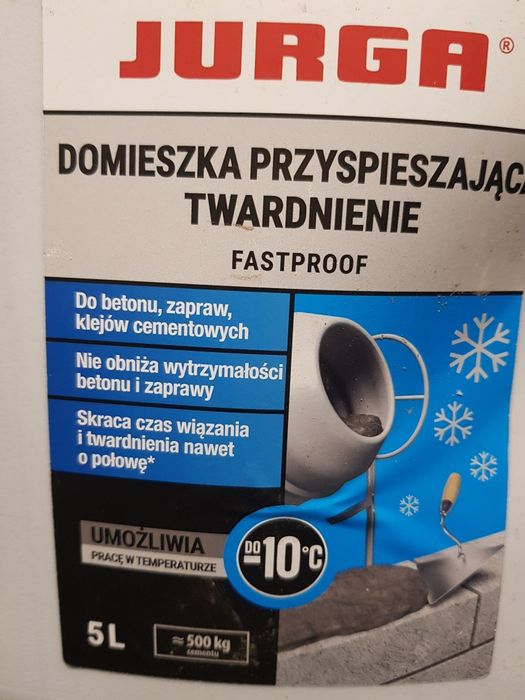 JURGA®
DOMIESZKA PRZYSPIESZAJĄCA
TWARDNIENIE
FASTPROOF
Do betonu, zapraw,
klejów cementowych
Nie obniża wytrzymałości
betonu i zaprawy
Skraca czas wiązania
i twardnienia nawet
o połowę*
UMOŻLIWIA
PRACĘ W TEMPERATURZE
DO
-10°C
5L
≈500 kg
cementu